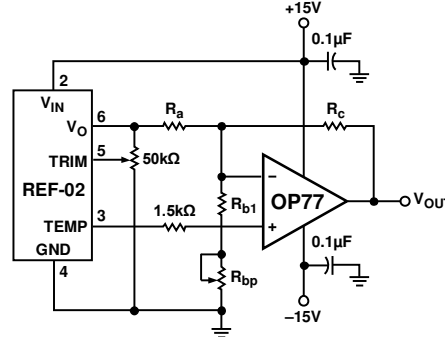 +15V
0.1μF
2
VIN
VO
6
Ra
Rc
TRIM
5
50kΩ
REF-02
–
OP77
VOUT
Rb1
TEMP
3
1.5kΩ
+
0.1μF
GND
4
Rbp
–15V